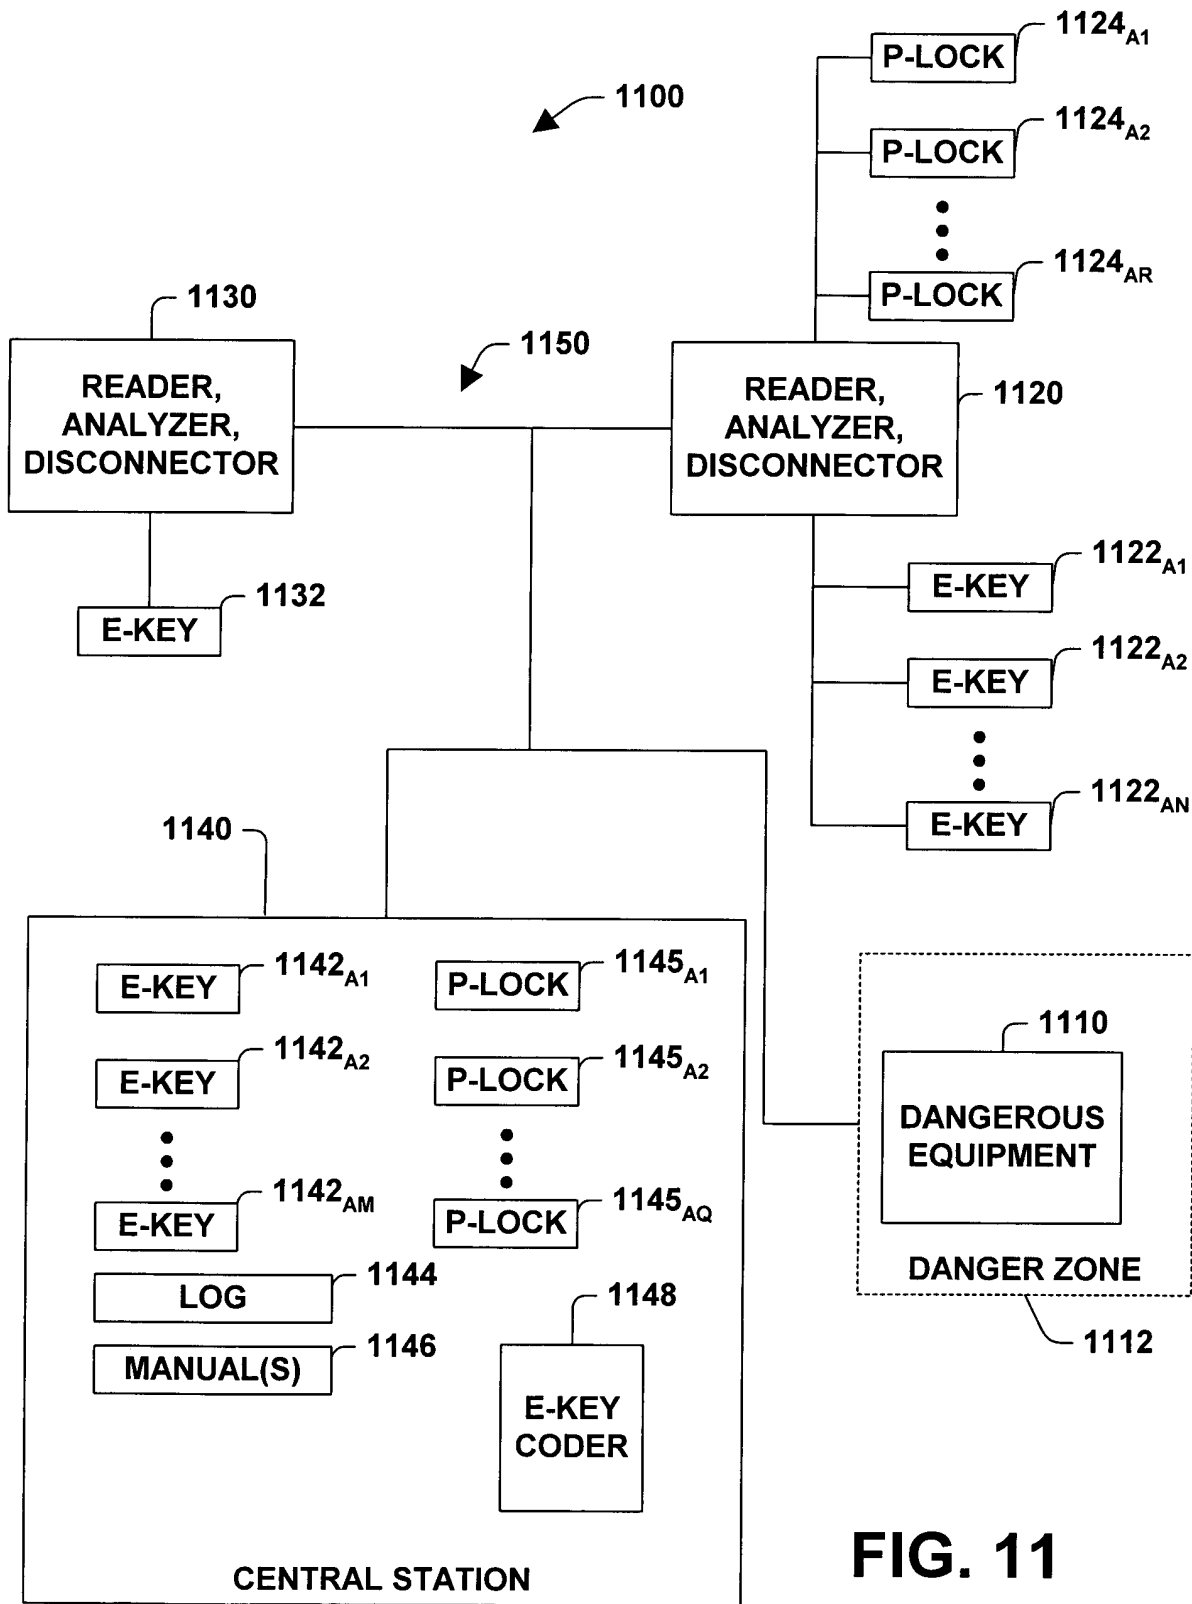 1124A1
P-LOCK
1100
1124A2
P-LOCK
1124AR
P-LOCK
1130
1150
READER,
ANALYZER,
DISCONNECTOR
READER,
ANALYZER,
DISCONNECTOR
1120
1132
E-KEY
1122A1
E-KEY
1122A2
E-KEY
1122AN
E-KEY
1140
1142A1
E-KEY
1145A1
P-LOCK
1142A2
E-KEY
1145A2
P-LOCK
1142AM
E-KEY
1145AQ
P-LOCK
1144
LOG
1146
MANUAL(S)
1148
E-KEY
CODER
CENTRAL STATION
1110
DANGEROUS
EQUIPMENT
DANGER ZONE
1112
FIG. 11